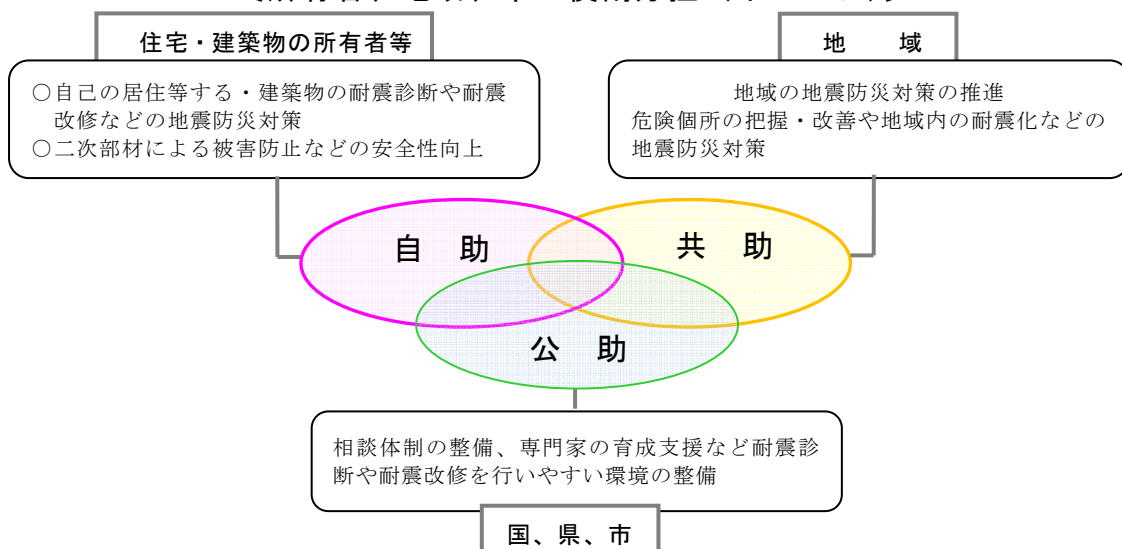 住宅・建築物の所有者等
○自己の居住等する・建築物の耐震診断や耐震
改修などの地震防災対策
○二次部材による被害防止などの安全性向上
地　　域
地域の地震防災対策の推進
危険個所の把握・改善や地域内の耐震化などの
地震防災対策
自　助
共　助
公　助
相談体制の整備、専門家の育成支援など耐震診
断や耐震改修を行いやすい環境の整備
国、県、市